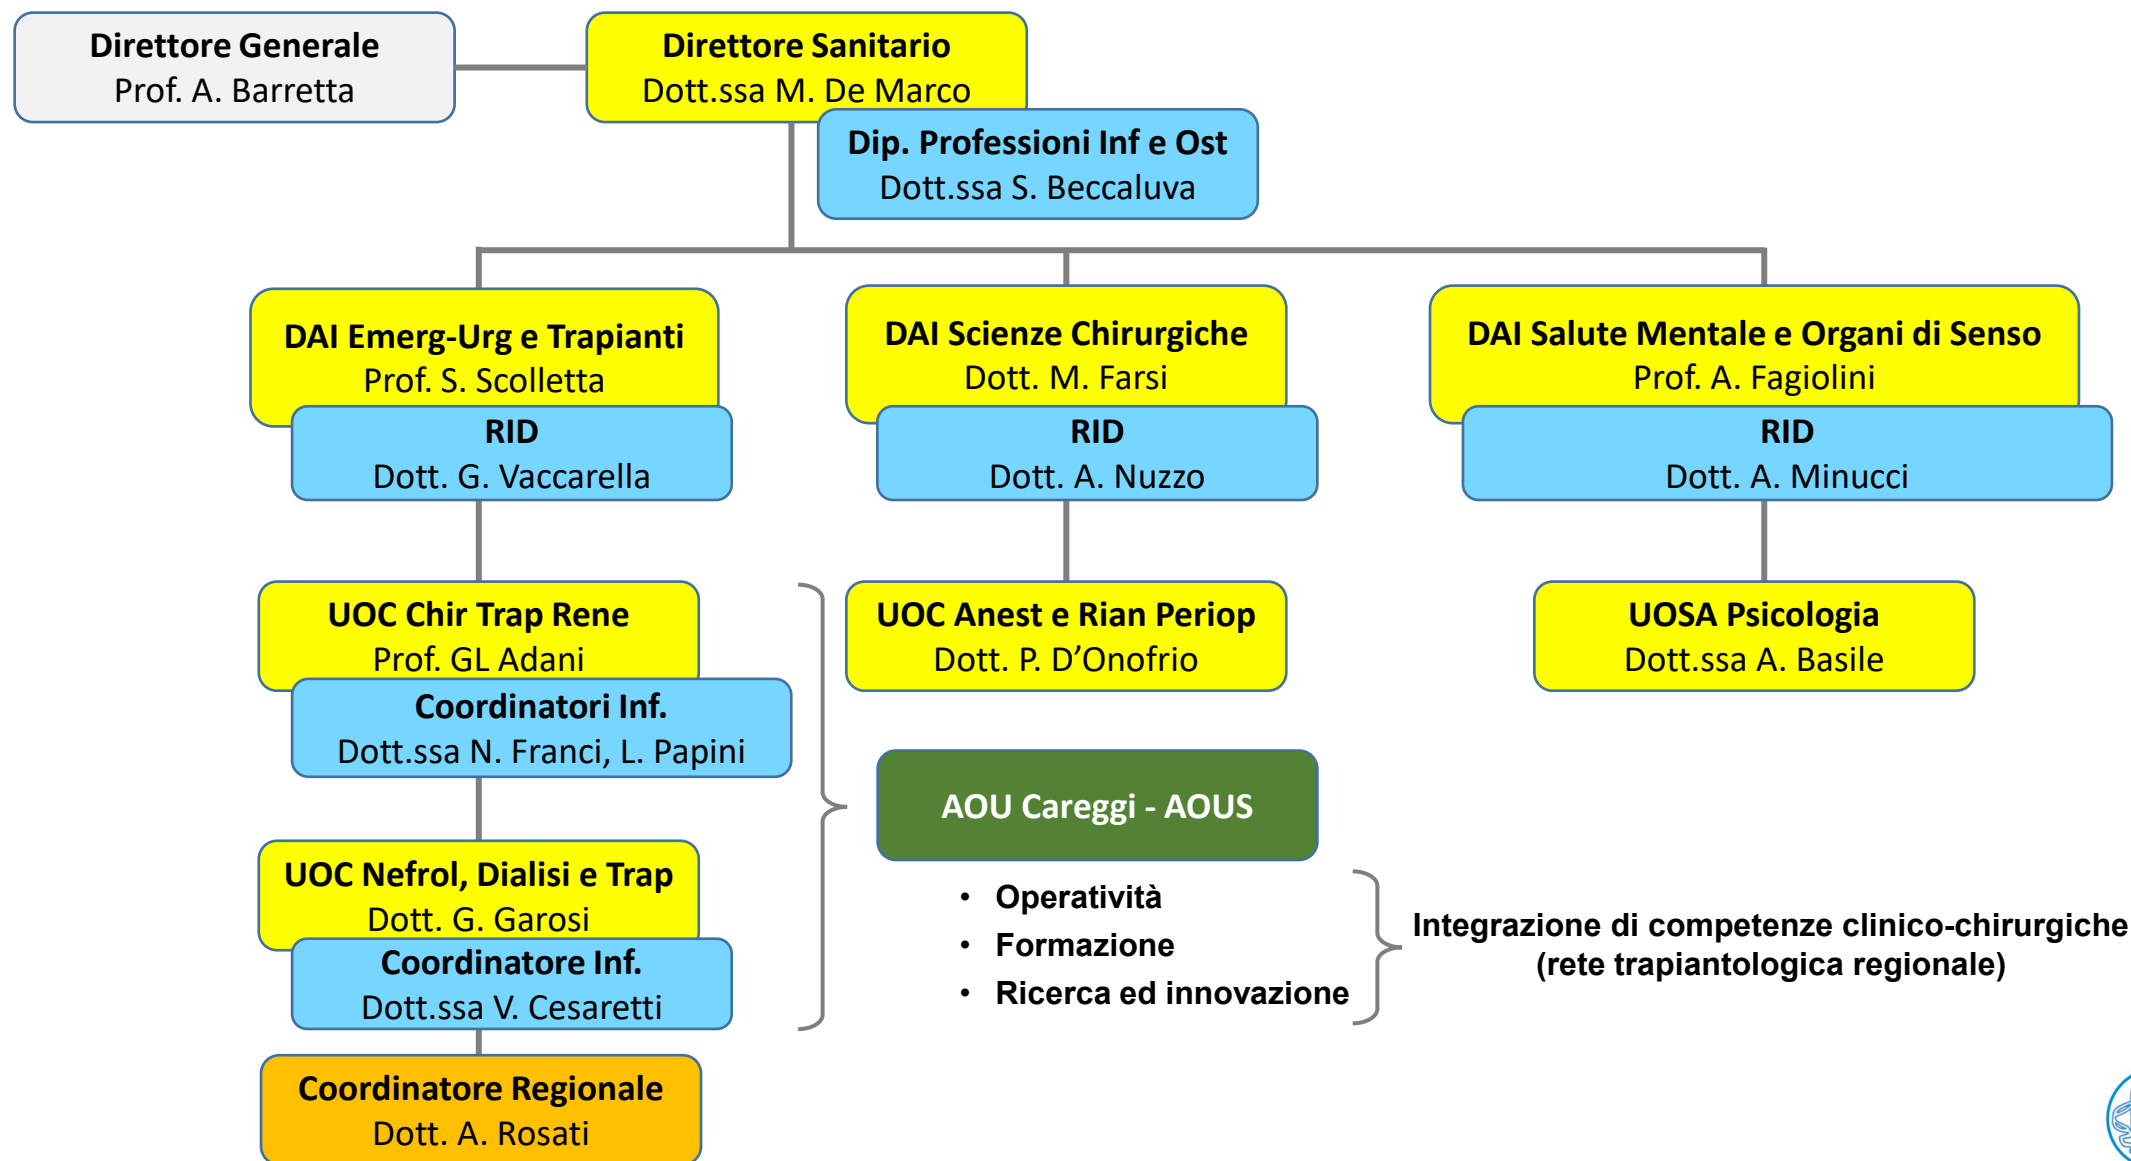 Direttore Generale
Prof. A. Barretta
Direttore Sanitario
Dott.ssa M. De Marco
Dip. Professioni Inf e Ost
Dott.ssa S. Beccaluva
DAI Emerg-Urg e Trapianti
Prof. S. Scolletta
RID
Dott. G. Vaccarella
DAI Scienze Chirurgiche
Dott. M. Farsi
RID
Dott. A. Nuzzo
DAI Salute Mentale e Organi di Senso
Prof. A. Fagiolini
RID
Dott. A. Minucci
UOC Chir Trap Rene
Prof. GL Adani
Coordinatori Inf.
Dott.ssa N. Franci, L. Papini
UOC Anest e Rian Periop
Dott. P. D’Onofrio
UOSA Psicologia
Dott.ssa A. Basile
UOC Nefrol, Dialisi e Trap
Dott. G. Garosi
Coordinatore Inf.
Dott.ssa V. Cesaretti
Coordinatore Regionale
Dott. A. Rosati
AOU Careggi - AOUS
• Operatività
• Formazione
• Ricerca ed innovazione
Integrazione di competenze clinico-chirurgiche
(rete trapiantologica regionale)